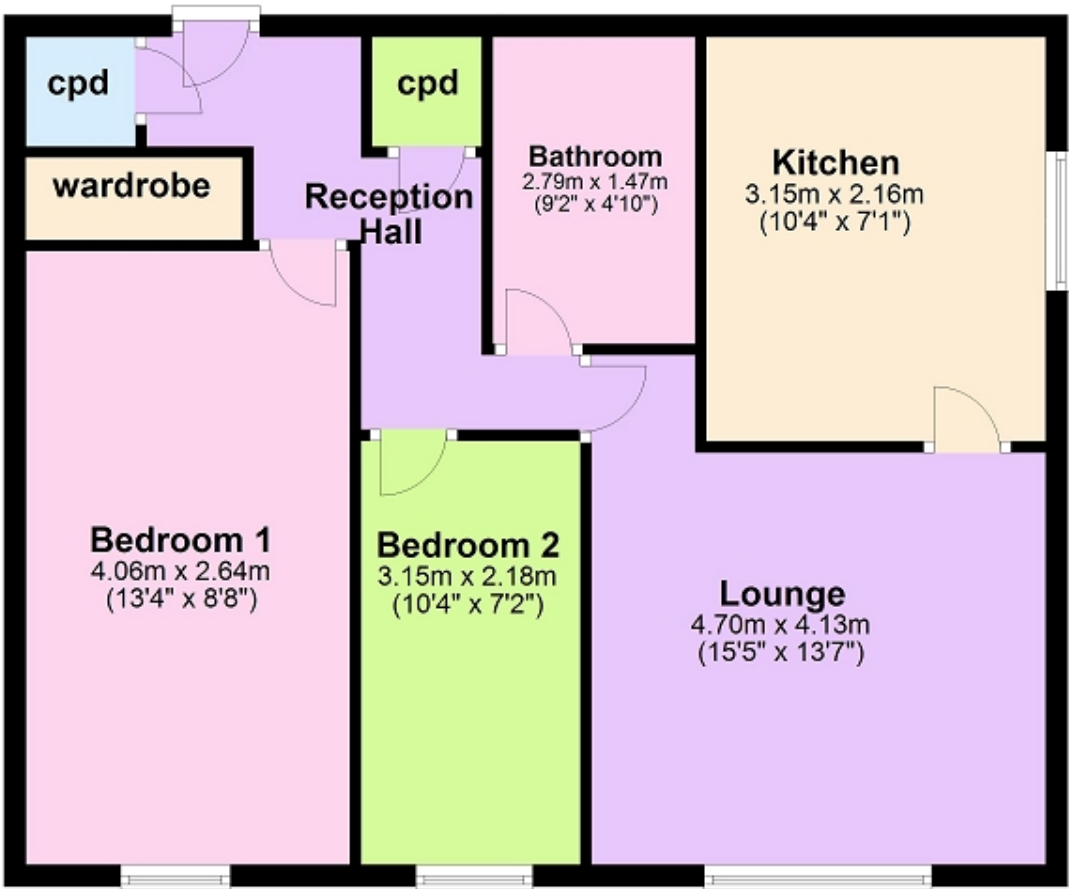 cpd
cpd
wardrobe
Reception
Hall
Bathroom
2.79m x 1.47m
(9'2" x 4'10")
Kitchen
3.15m x 2.16m
(10'4" x 7'1")
Bedroom 1
4.06m x 2.64m
(13'4" x 8'8")
Bedroom 2
3.15m x 2.18m
(10'4" x 7'2")
Lounge
4.70m x 4.13m
(15'5" x 13'7")